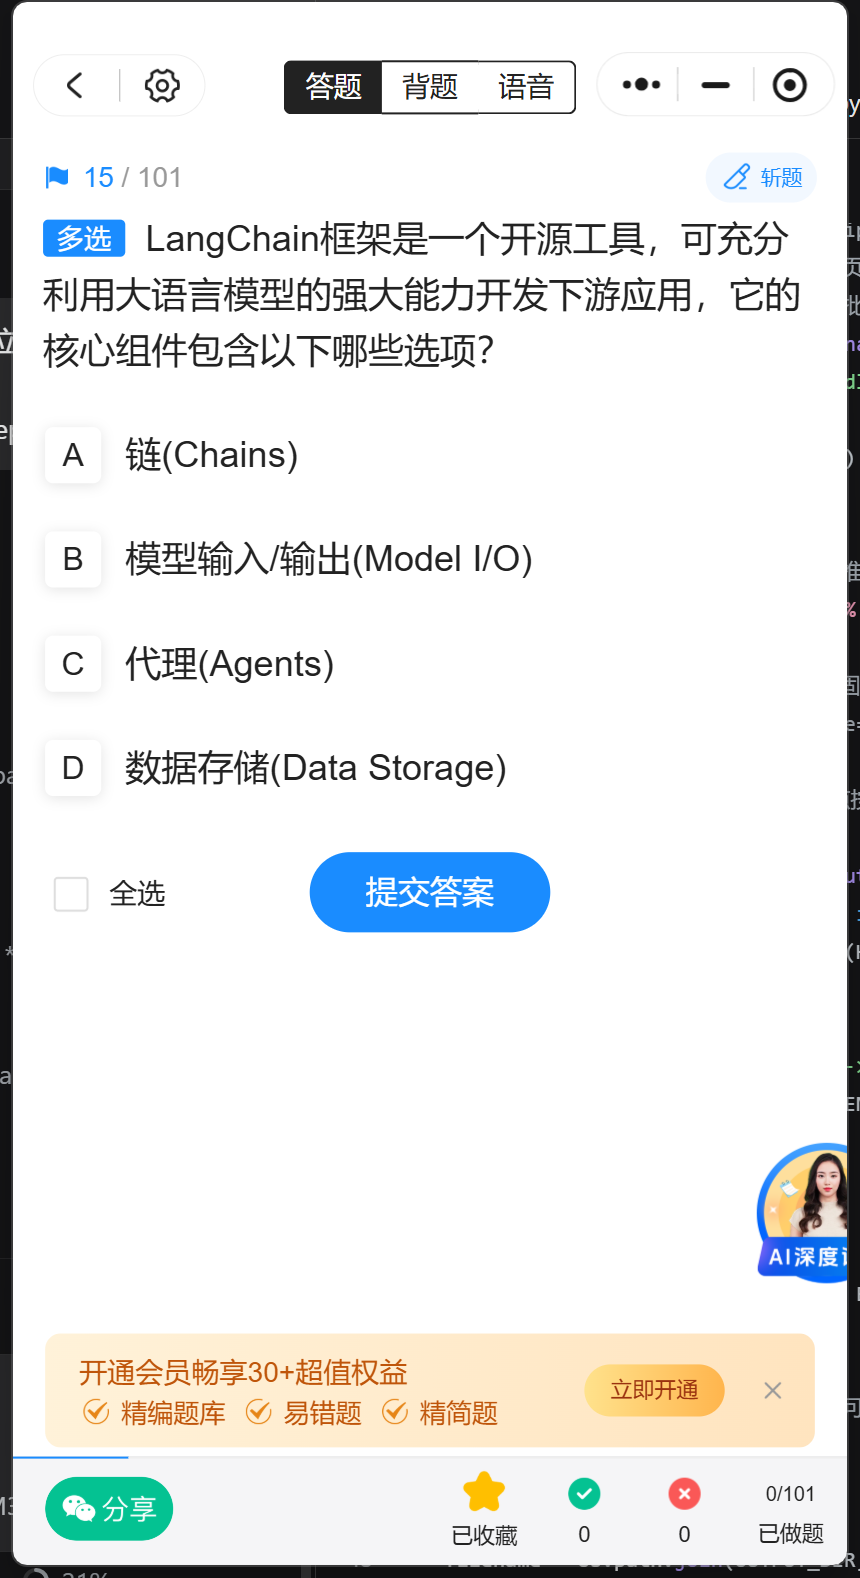 答题 背题 语音
15 / 101
斩题
多选 LangChain框架是一个开源工具，可充分
利用大语言模型的强大能力开发下游应用，它的
核心组件包含以下哪些选项？
A 链(Chains)
B 模型输入/输出(Model I/O)
C 代理(Agents)
D 数据存储(Data Storage)
全选 提交答案
AI深度
开通会员畅享30+超值权益
精编题库 易错题 精简题
立即开通
分享
已收藏
0
0
0/101
已做题